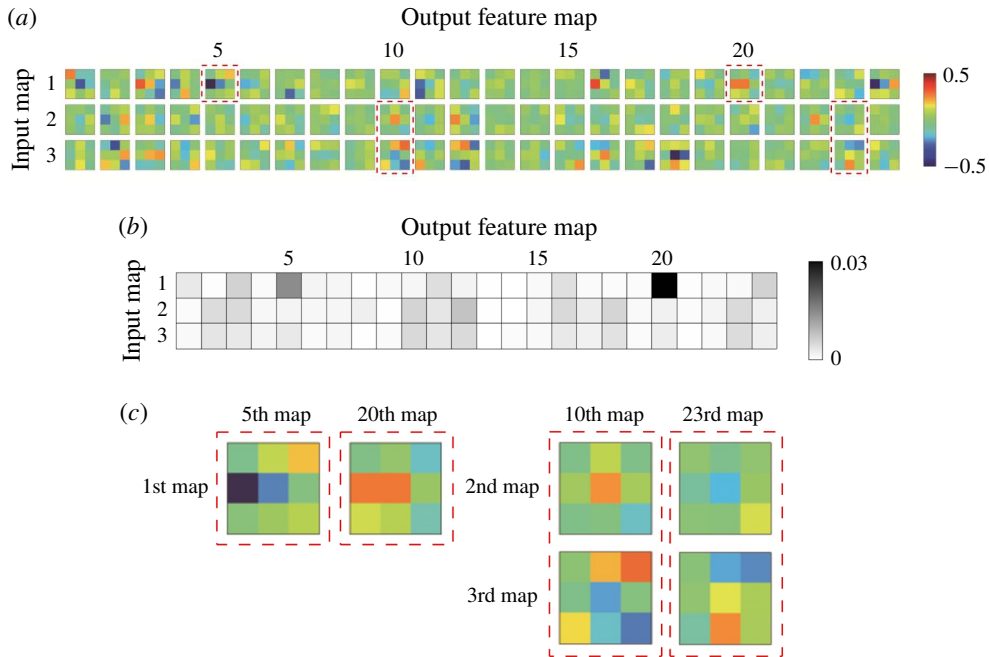 (a)
Output feature map
5 10 15 20
Input map
1
2
3
0.5
−0.5
(b)
Output feature map
5 10 15 20
Input map
1
2
3
0.03
0
(c)
5th map 20th map 10th map 23rd map
1st map 2nd map
3rd map